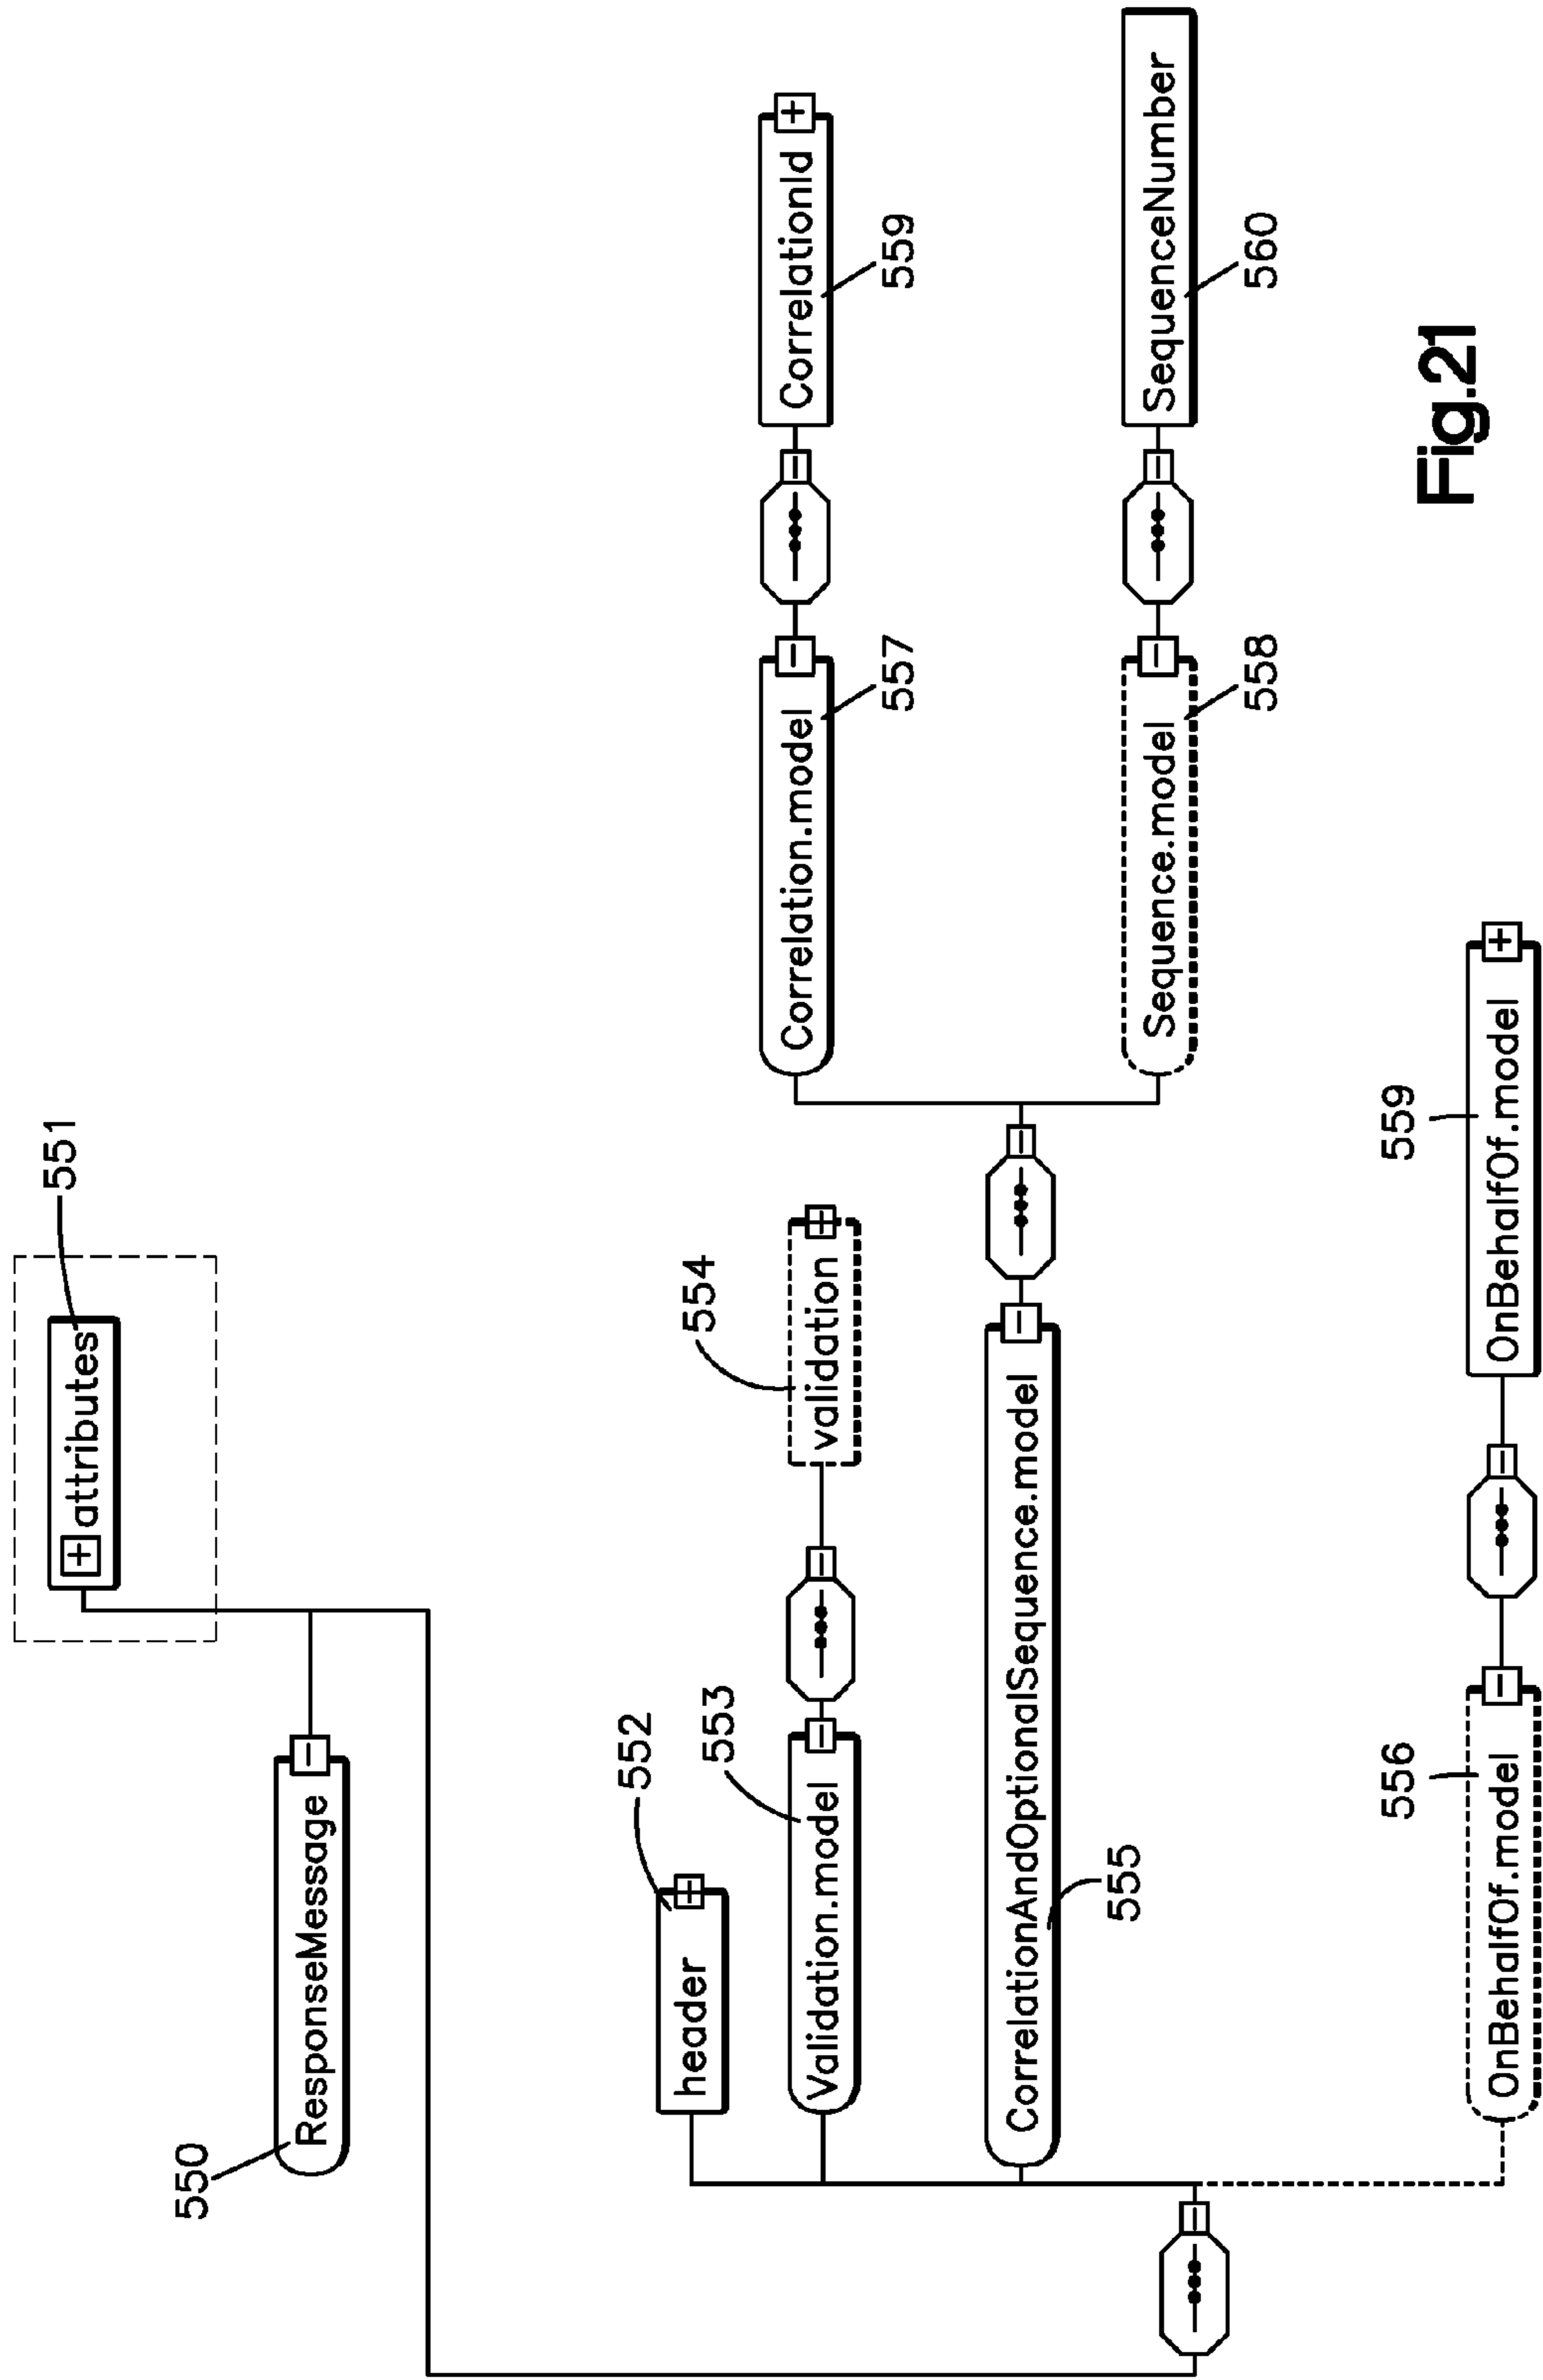 551
+ attributes
550
ResponseMessage
552
header
553
Validation.model
554
validation
Correlation.model
557
CorrelationId
559
CorrelationAndOptionalSequence.model
555
Sequence.model
558
SequenceNumber
560
556
OnBehalfOf.model
559
OnBehalfOf.model
Fig.21